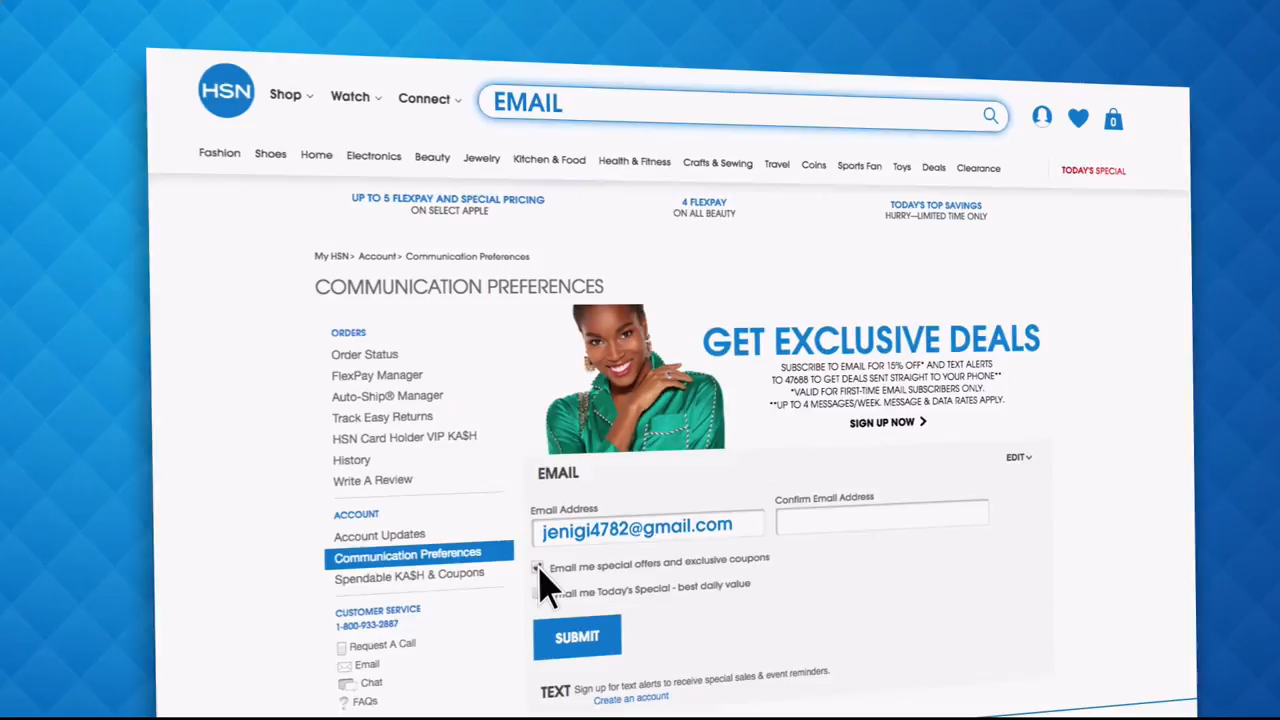 HSN
Shop
Watch
Connect
EMAIL
0
Fashion
Shoes
Home
Electronics
Beauty
Jewelry
Kitchen & Food
Health & Fitness
Crafts & Sewing
Travel
Coins
Sports Fan
Toys
Deals
Clearance
TODAY'S SPECIAL
UP TO 5 FLEXPAY AND SPECIAL PRICING
ON SELECT APPLE
4 FLEXPAY
ON ALL BEAUTY
TODAY'S TOP SAVINGS
HURRY—LIMITED TIME ONLY
My HSN> Account> Communication Preferences
COMMUNICATION PREFERENCES
ORDERS
Order Status
FlexPay Manager
Auto-Ship® Manager
Track Easy Returns
HSN Card Holder VIP KA$H
History
Write A Review
ACCOUNT
Account Updates
Communication Preferences
Spendable KA$H & Coupons
CUSTOMER SERVICE
1-800-933-2887
Request A Call
Email
Chat
? FAQs
GET EXCLUSIVE DEALS
SUBSCRIBE TO EMAIL FOR 15% OFF* AND TEXT ALERTS
TO 47688 TO GET DEALS SENT STRAIGHT TO YOUR PHONE**
*VALID FOR FIRST-TIME EMAIL SUBSCRIBERS ONLY.
**UP TO 4 MESSAGES/WEEK. MESSAGE & DATA RATES APPLY.
SIGN UP NOW >
EMAIL
EDIT
Email Address
Confirm Email Address
jenigi4782@gmail.com
Email me special offers and exclusive coupons
me Today's Special - best daily value
SUBMIT
TEXT Sign up for text alerts to receive special sales & event reminders.
Create an account